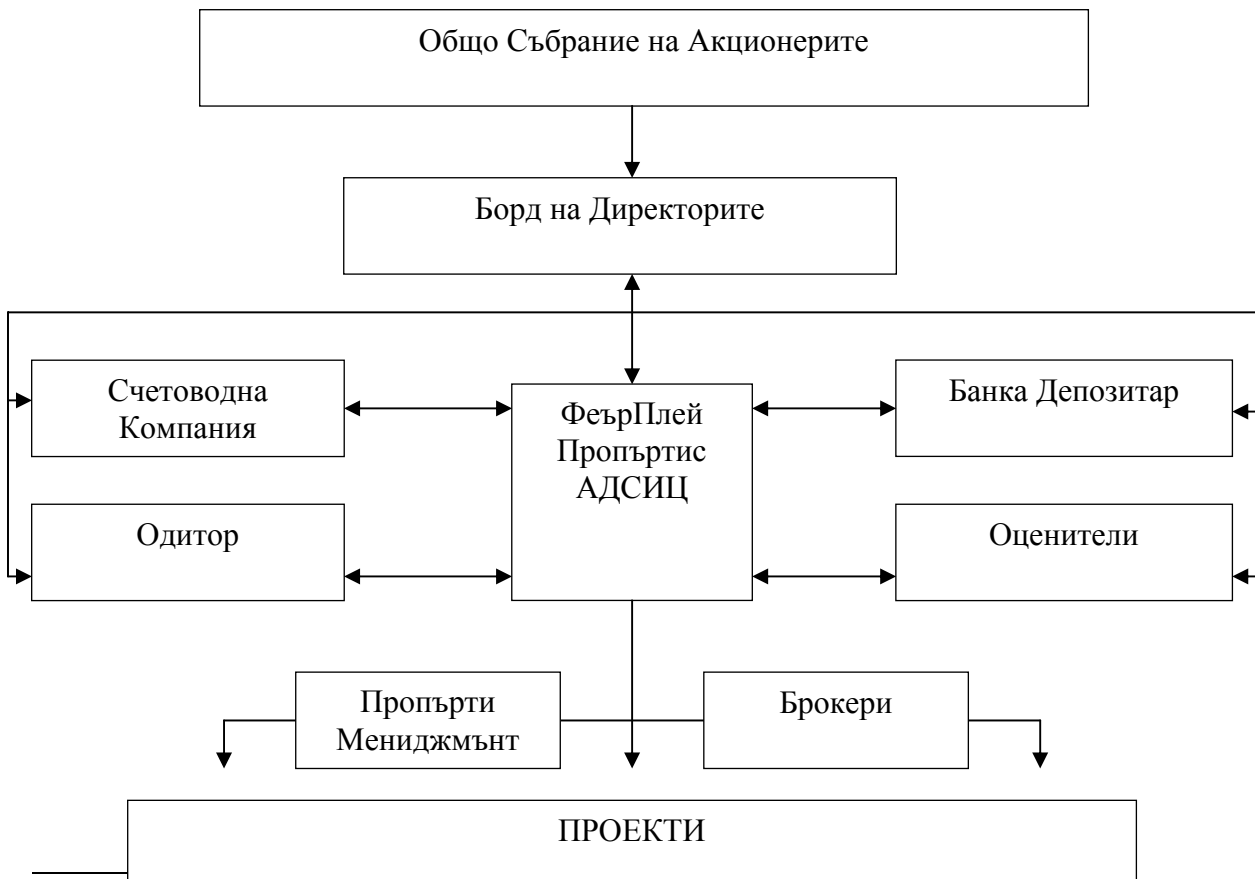 Общо Събрание на Акционерите
Борд на Директорите
Счетоводна
Компания
ФеърПлей
Пропъртис
АДСИЦ
Банка Депозитар
Одитор
Оценители
Пропърти
Мениджмънт
Брокери
ПРОЕКТИ